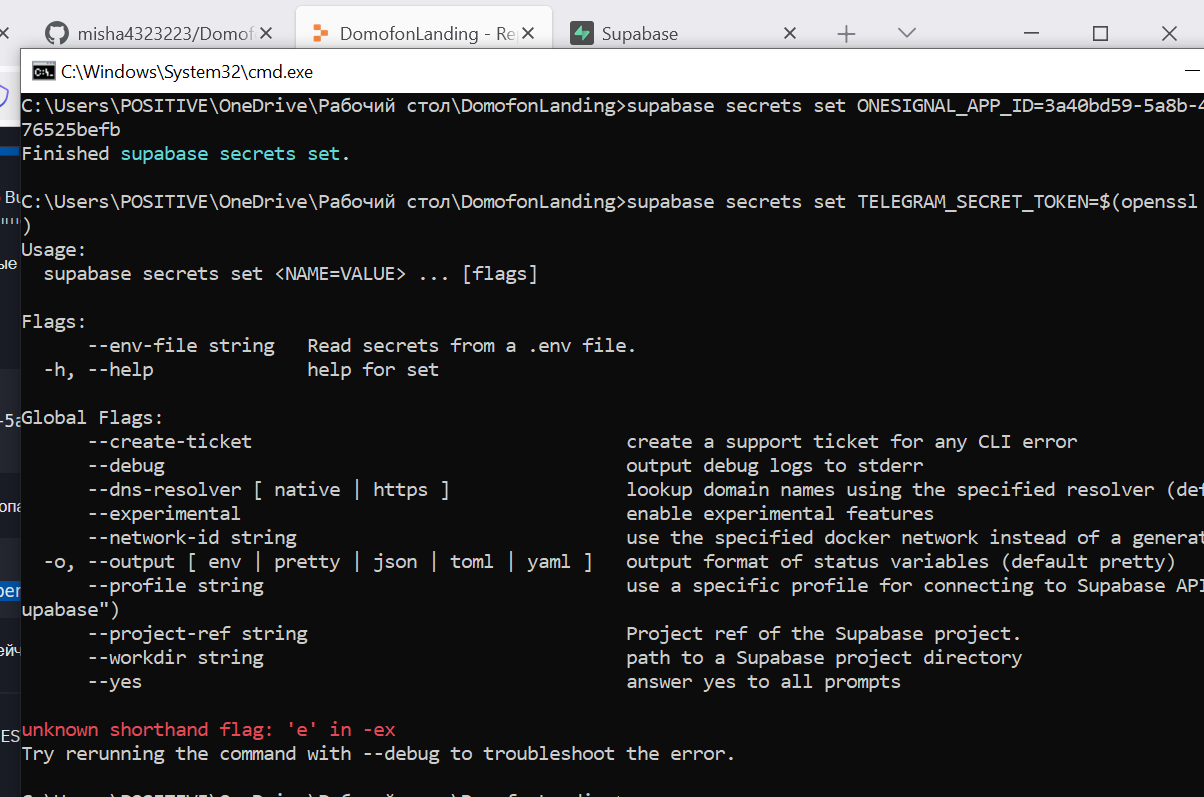 misha4323223/Domof
DomofonLanding - Re
Supabase
C:\Windows\System32\cmd.exe
C:\Users\POSITIVE\OneDrive\Рабочий стол\DomofonLanding>supabase secrets set ONESIGNAL_APP_ID=3a40bd59-5a8b-4
76525befb
Finished supabase secrets set.
C:\Users\POSITIVE\OneDrive\Рабочий стол\DomofonLanding>supabase secrets set TELEGRAM_SECRET_TOKEN=$(openssl
)
Usage:
supabase secrets set <NAME=VALUE> ... [flags]
Flags:
--env-file string Read secrets from a .env file.
-h, --help help for set
Global Flags:
--create-ticket create a support ticket for any CLI error
--debug output debug logs to stderr
--dns-resolver [ native | https ] lookup domain names using the specified resolver (def
--experimental enable experimental features
--network-id string use the specified docker network instead of a generat
-o, --output [ env | pretty | json | toml | yaml ] output format of status variables (default pretty)
--profile string use a specific profile for connecting to Supabase API
upabase")
--project-ref string Project ref of the Supabase project.
--workdir string path to a Supabase project directory
--yes answer yes to all prompts
unknown shorthand flag: 'e' in -ex
Try rerunning the command with --debug to troubleshoot the error.